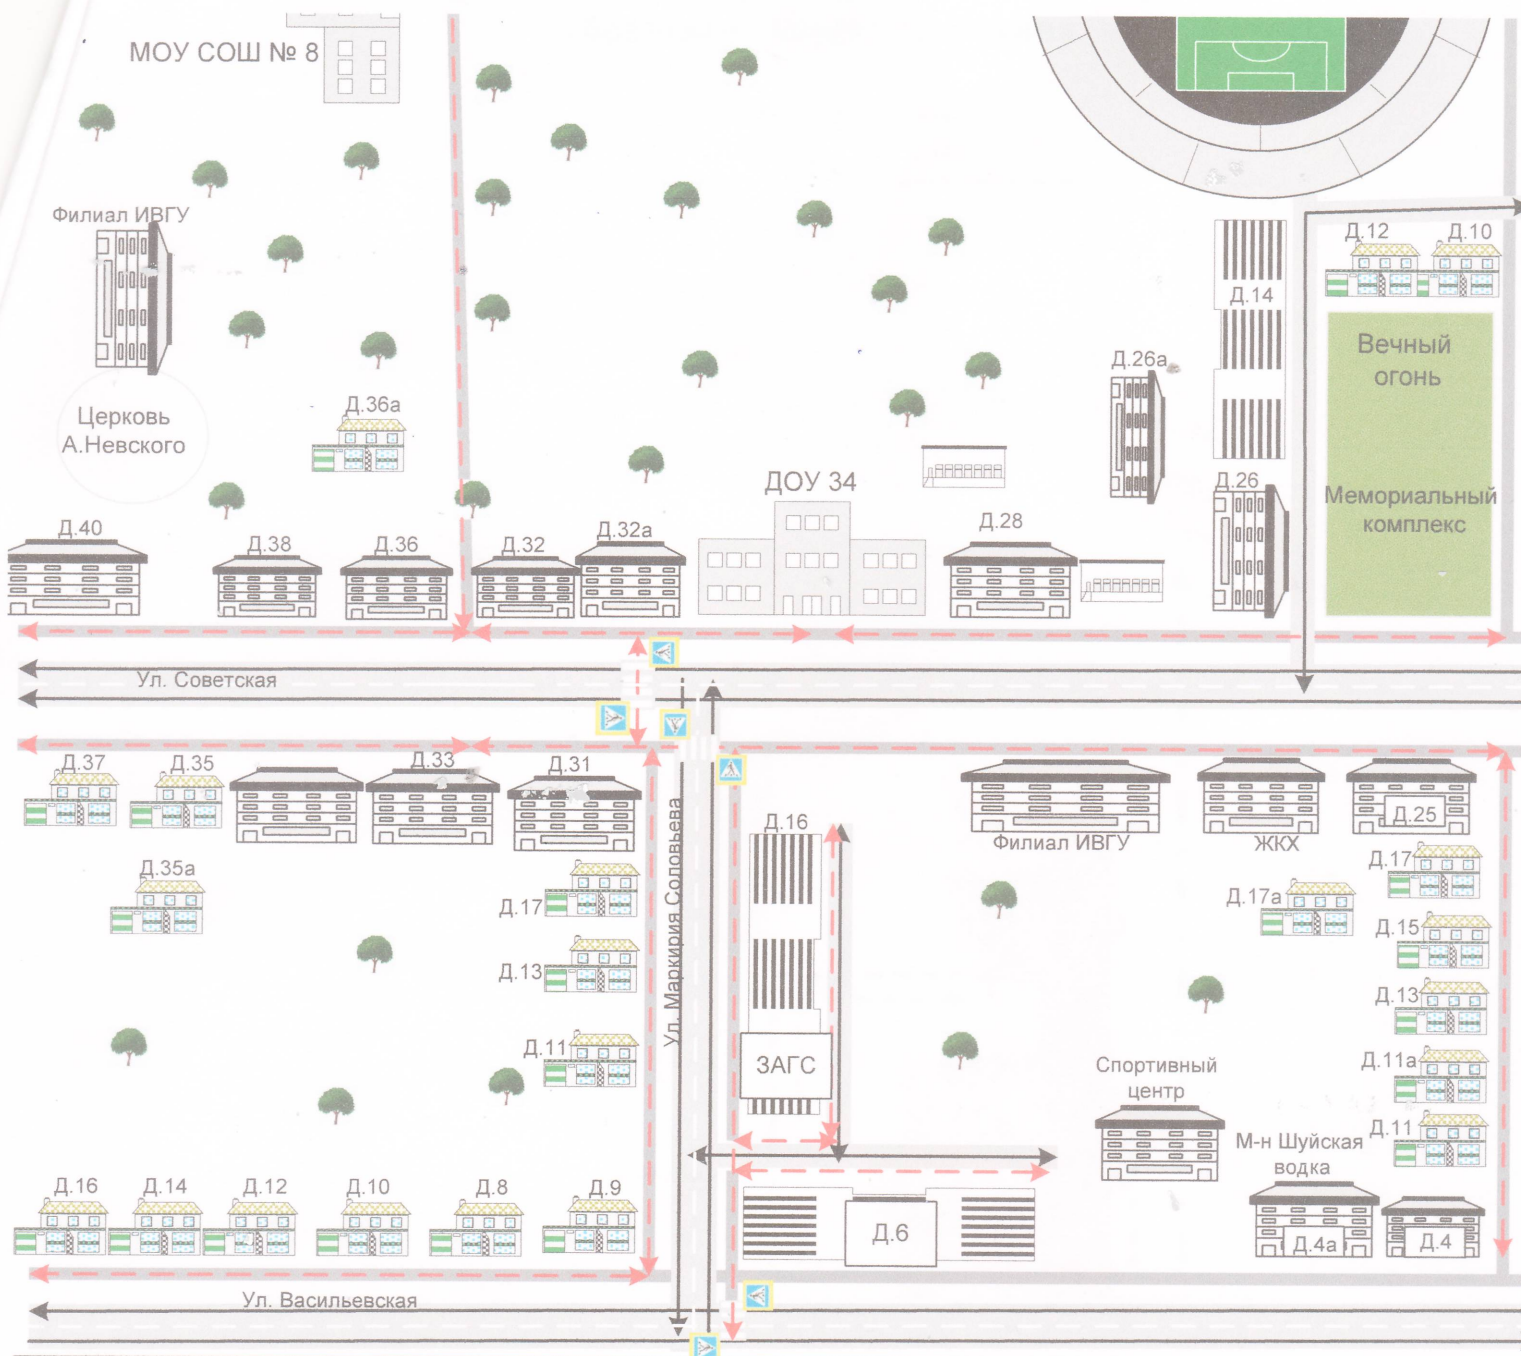 МОУ СОШ № 8
Филиал ИВГУ
Д.12
Д.10
Д.14
Вечный
огонь
Д.26а
Церковь
А.Невского
Д.36а
Д.26
Мемориальный
комплекс
ДОУ 34
Д.40
Д.38
Д.36
Д.32
Д.32а
Д.28
Ул. Советская
Д.37
Д.35
Д.33
Д.31
Д.25
Филиал ИВГУ
ЖКХ
Ул. Маркирия Соловьева
Д.16
Д.35а
Д.17
Д.17
Д.17а
Д.15
Д.13
Д.13
Д.11
ЗАГС
Спортивный
центр
Д.11а
Д.11
М-н Шуйская
водка
Д.16
Д.14
Д.12
Д.10
Д.8
Д.9
Д.6
Д.4а
Д.4
Ул. Васильевская